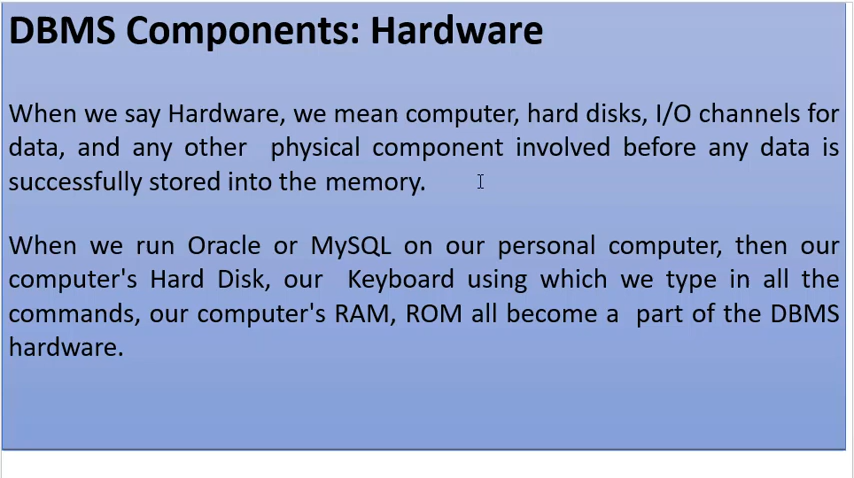 DBMS Components: Hardware
When we say Hardware, we mean computer, hard disks, I/O channels for
data, and any other physical component involved before any data is
successfully stored into the memory.
When we run Oracle or MySQL on our personal computer, then our
computer's Hard Disk, our Keyboard using which we type in all the
commands, our computer's RAM, ROM all become a part of the DBMS
hardware.